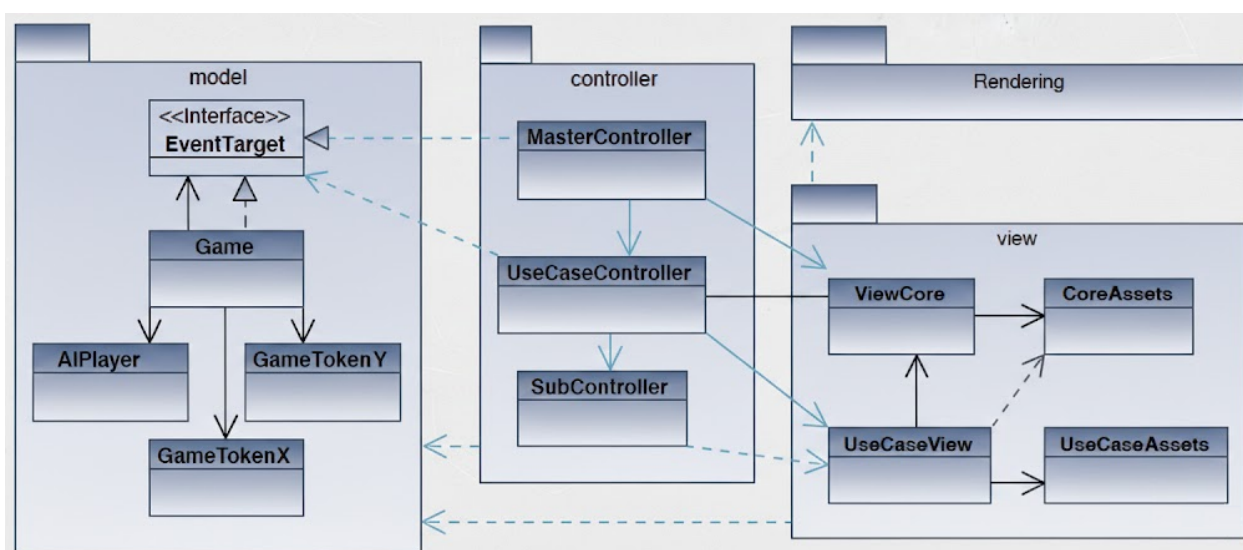 model
<<Interface>>
EventTarget
Game
AIPlayer
GameTokenY
GameTokenX
controller
MasterController
UseCaseController
SubController
Rendering
view
ViewCore
CoreAssets
UseCaseView
UseCaseAssets